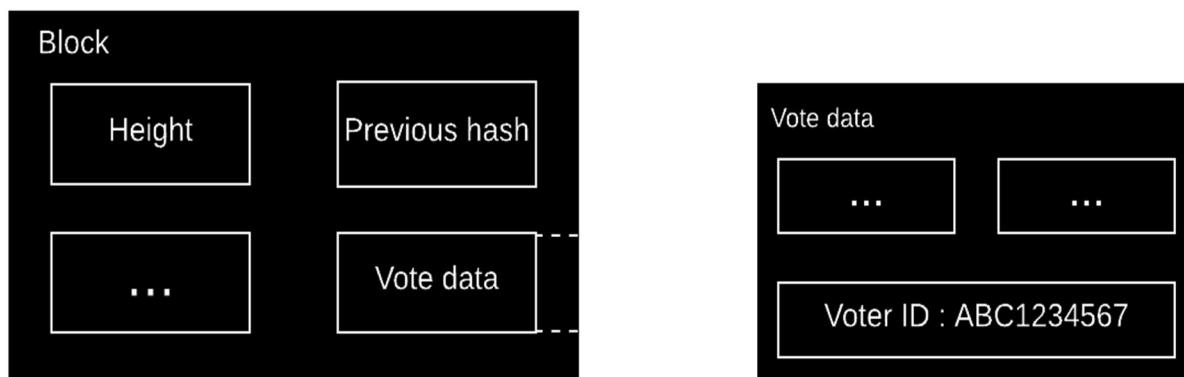 Block
Height
Previous hash
...
Vote data
Vote data
...
...
Voter ID : ABC1234567